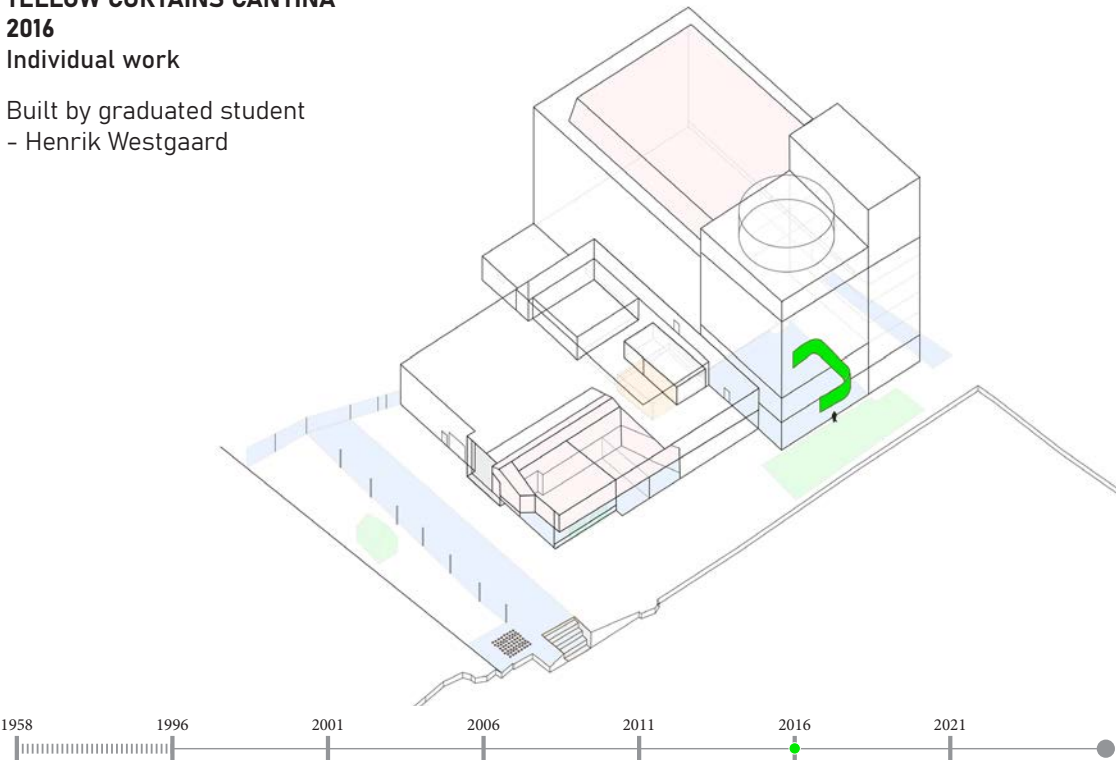 YELLOW CURTAINS CANTINA
2016
Individual work
Built by graduated student
- Henrik Westgaard
1958 1996 2001 2006 2011 2016 2021